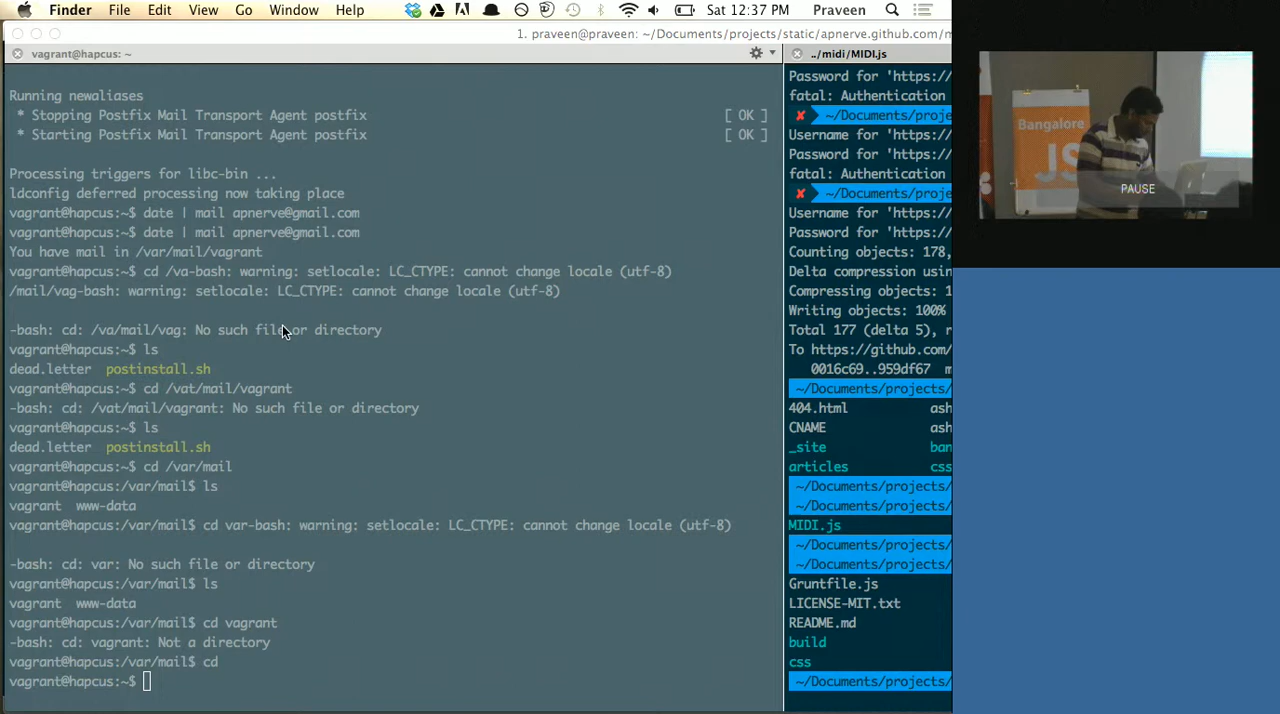 Finder File Edit View Go Window Help Sat 12:37 PM Praveen
1. praveen@praveen: ~/Documents/projects/static/apnerve.github.com/m
vagrant@hapcus: ~
Running newaliases
* Stopping Postfix Mail Transport Agent postfix [ OK ]
* Starting Postfix Mail Transport Agent postfix [ OK ]
Processing triggers for libc-bin ...
ldconfig deferred processing now taking place
vagrant@hapcus:~$ date | mail apnerve@gmail.com
vagrant@hapcus:~$ date | mail apnerve@gmail.com
You have mail in /var/mail/vagrant
vagrant@hapcus:~$ cd /va-bash: warning: setlocale: LC_CTYPE: cannot change locale (utf-8)
/mail/vag-bash: warning: setlocale: LC_CTYPE: cannot change locale (utf-8)
-bash: cd: /va/mail/vag: No such file or directory
vagrant@hapcus:~$ ls
dead.letter postinstall.sh
vagrant@hapcus:~$ cd /vat/mail/vagrant
-bash: cd: /vat/mail/vagrant: No such file or directory
vagrant@hapcus:~$ ls
dead.letter postinstall.sh
vagrant@hapcus:~$ cd /var/mail
vagrant@hapcus:/var/mail$ ls
vagrant www-data
vagrant@hapcus:/var/mail$ cd var-bash: warning: setlocale: LC_CTYPE: cannot change locale (utf-8)
-bash: cd: var: No such file or directory
vagrant@hapcus:/var/mail$ ls
vagrant www-data
vagrant@hapcus:/var/mail$ cd vagrant
-bash: cd: vagrant: Not a directory
vagrant@hapcus:/var/mail$ cd
vagrant@hapcus:~$
../midi/MIDI.js
Password for 'https://
fatal: Authentication
✘ ~/Documents/proje
Username for 'https://
Password for 'https://
fatal: Authentication
✘ ~/Documents/proje
Username for 'https://
Password for 'https://
Counting objects: 178,
Delta compression usin
Compressing objects: 1
Writing objects: 100%
Total 177 (delta 5), r
To https://github.com/
0016c69..959df67 m
~/Documents/projects/
404.html ash
CNAME ash
_site ban
articles css
~/Documents/projects/
~/Documents/projects/
MIDI.js
~/Documents/projects/
~/Documents/projects/
Gruntfile.js
LICENSE-MIT.txt
README.md
build
css
~/Documents/projects/
Bangalore
JS
PAUSE